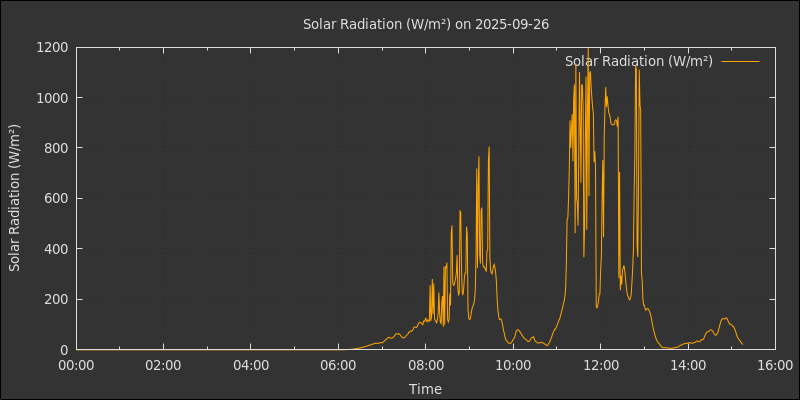 Solar Radiation (W/m²) on 2025-09-26
Solar Radiation (W/m²)
Solar Radiation (W/m²)
1200
1000
800
600
400
200
0
00:00 02:00 04:00 06:00 08:00 10:00 12:00 14:00 16:00
Time